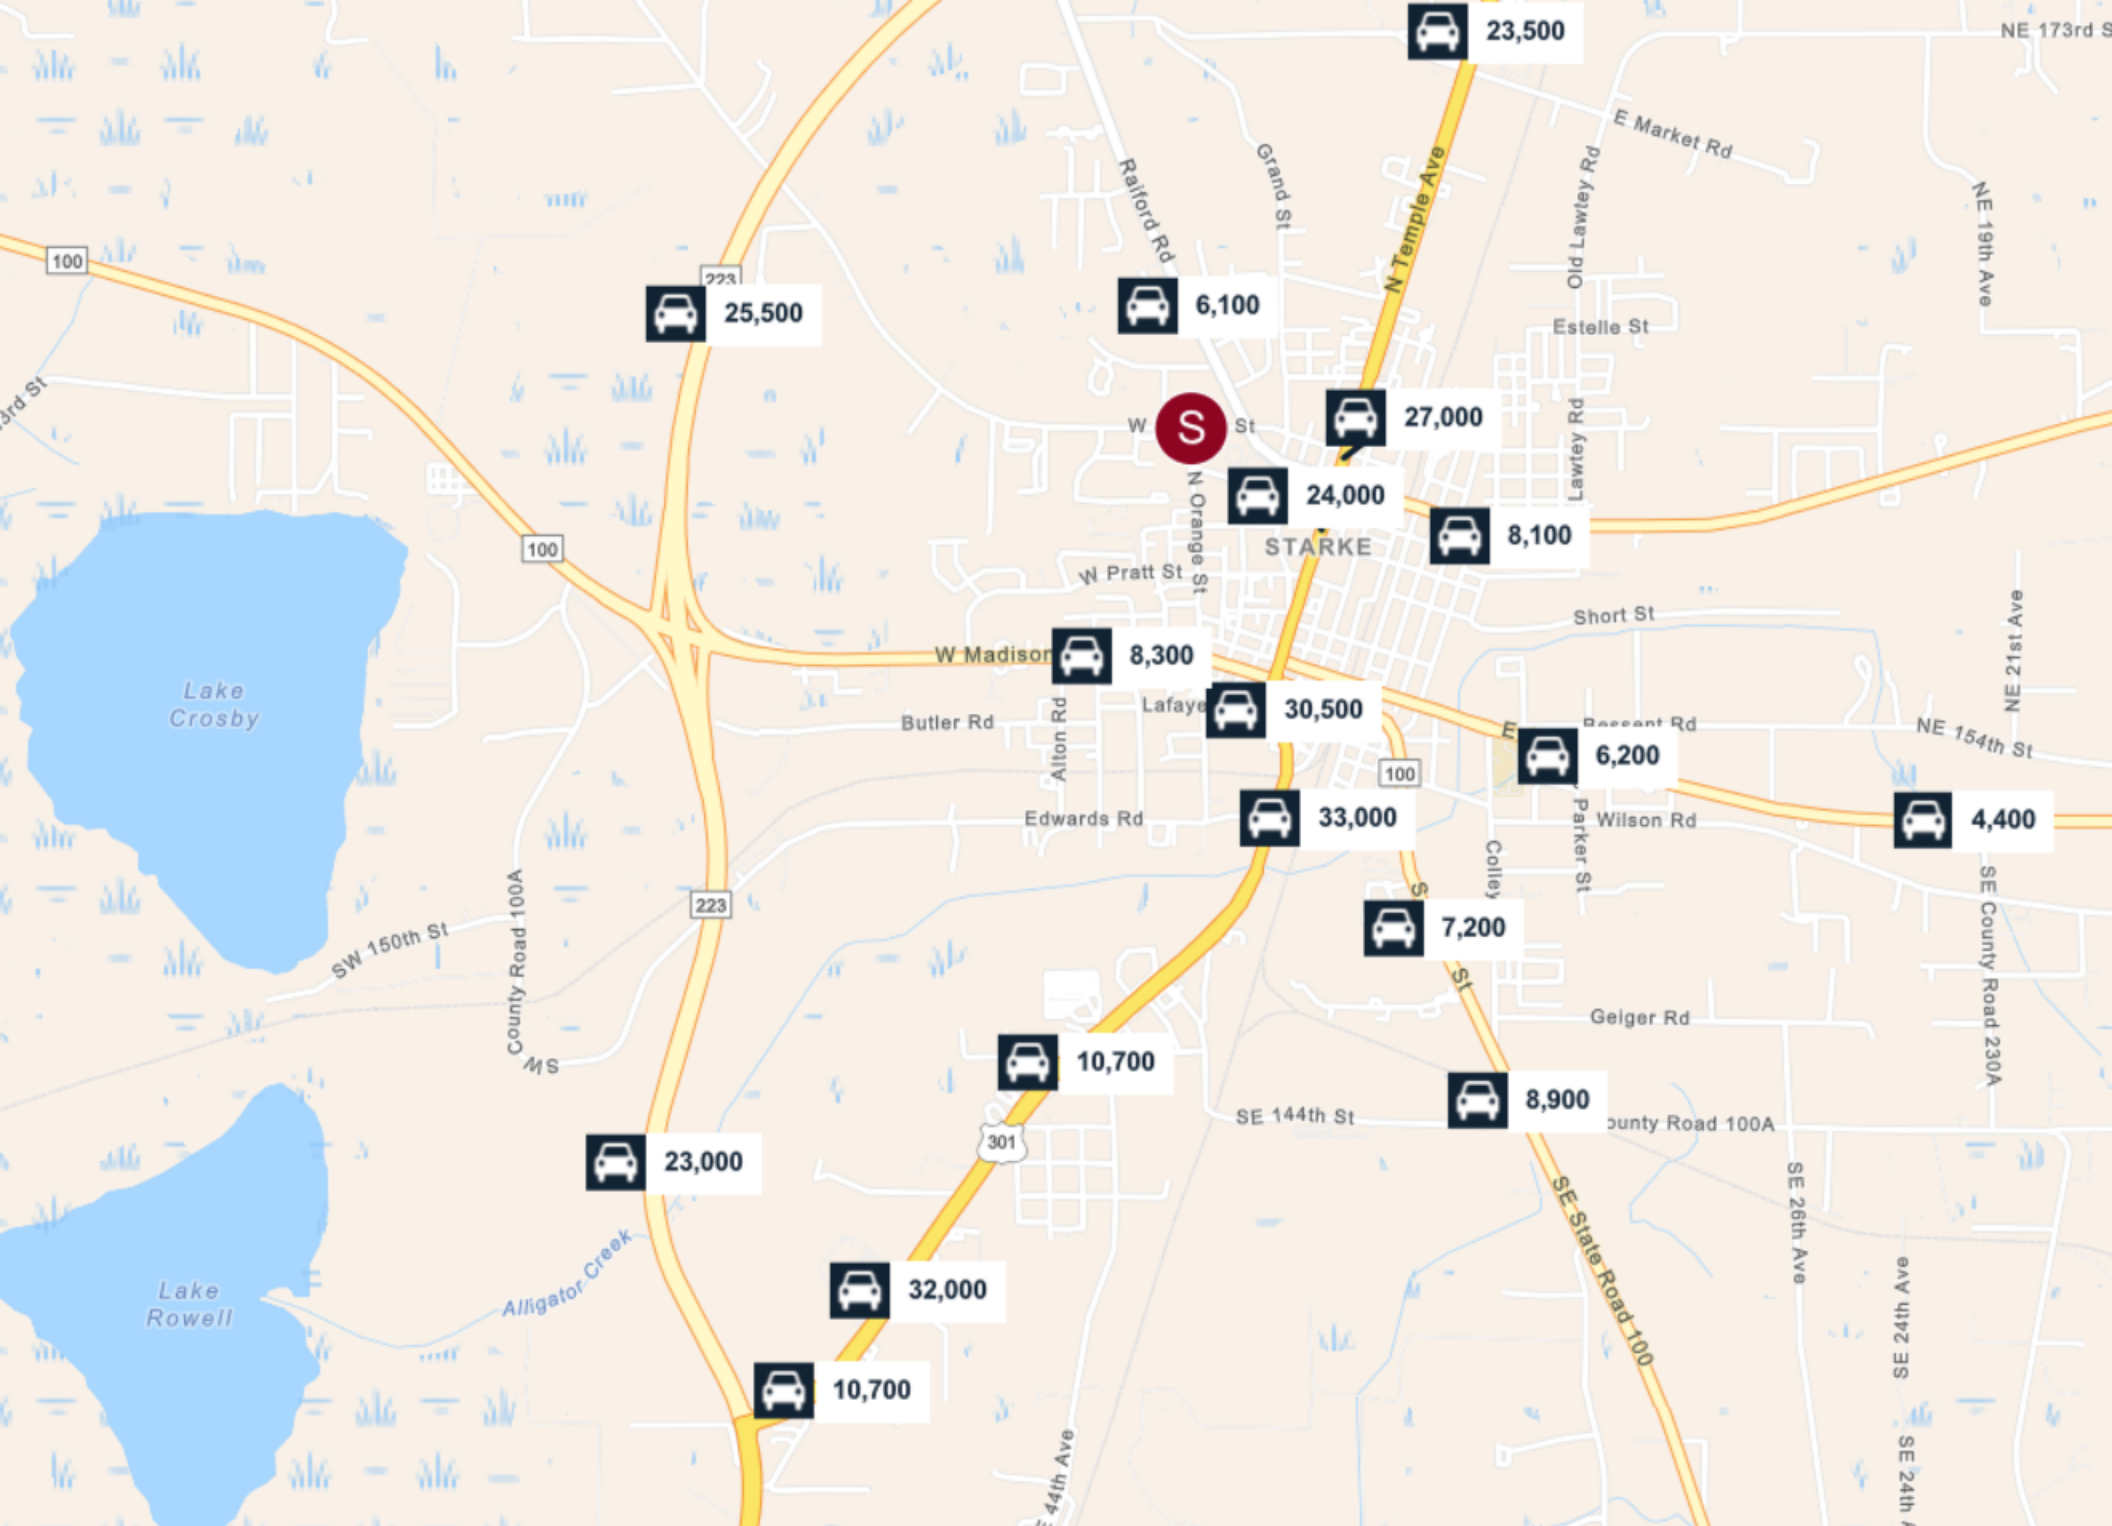 23,500
NE 173rd S
E Market Rd
Raiford Rd
Grand St
N Temple Ave
Old Lawtey Rd
NE 19th Ave
100
223
25,500
6,100
Estelle St
3rd St
W
S
St
27,000
Lawtey Rd
24,000
N Orange St
8,100
STARKE
100
W Pratt St
Short St
NE 21st Ave
W Madison
8,300
Lake
Crosby
Lafaye
30,500
Butler Rd
Alton Rd
E
Bessent Rd
NE 154th St
6,200
100
Edwards Rd
33,000
Parker St
Wilson Rd
4,400
Colley
County Road 100A
223
S
SE County Road 230A
SW 150th St
7,200
St
Geiger Rd
SW
10,700
8,900
SE 144th St
ounty Road 100A
301
23,000
SE 26th Ave
SE State Road 100
Alligator Creek
32,000
Lake
Rowell
SE 24th Ave
10,700
E 44th Ave
SE 24th A